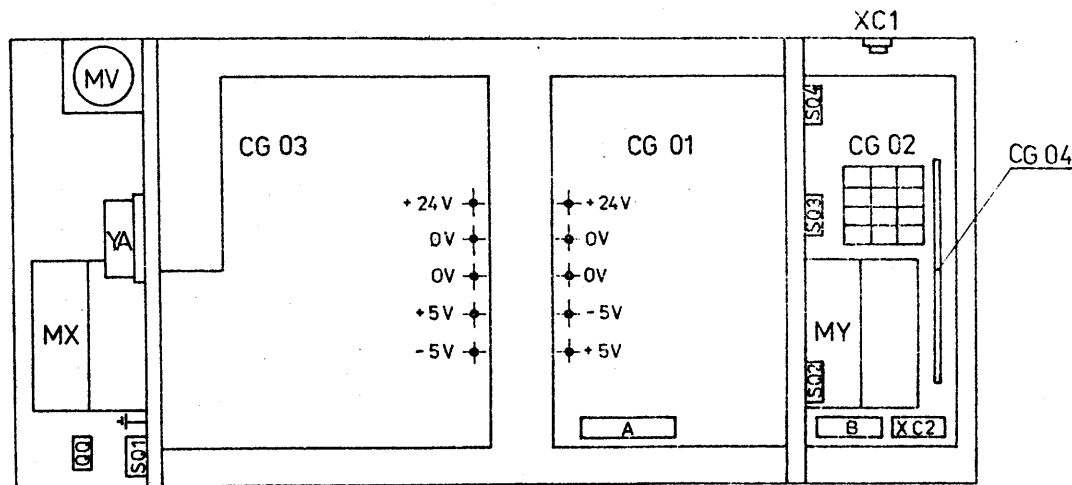 XC1
MV
SQ4
CG 03
CG 01
CG 02
CG 04
+24V
+24V
SQ3
0V
0V
YA
0V
0V
+5V
-5V
MX
MY
-5V
+5V
SQ2
A
B
XC2
QQ
SQ1